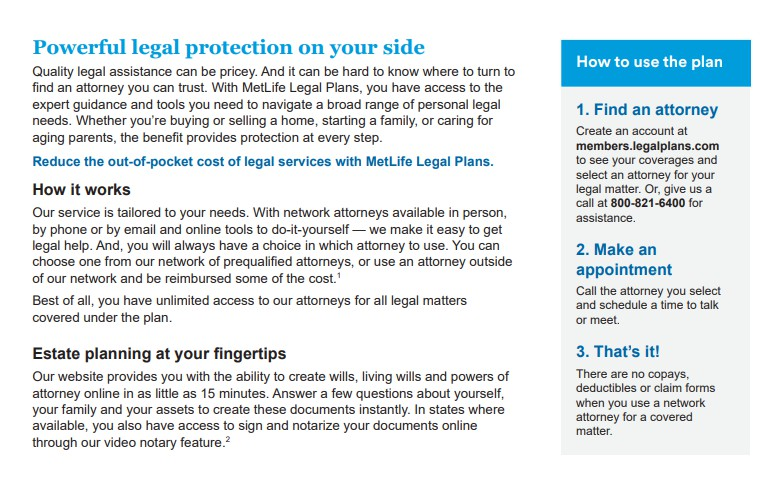 Powerful legal protection on your side
Quality legal assistance can be pricey. And it can be hard to know where to turn to
find an attorney you can trust. With MetLife Legal Plans, you have access to the
expert guidance and tools you need to navigate a broad range of personal legal
needs. Whether you’re buying or selling a home, starting a family, or caring for
aging parents, the benefit provides protection at every step.
Reduce the out-of-pocket cost of legal services with MetLife Legal Plans.
How it works
Our service is tailored to your needs. With network attorneys available in person,
by phone or by email and online tools to do-it-yourself — we make it easy to get
legal help. And, you will always have a choice in which attorney to use. You can
choose one from our network of prequalified attorneys, or use an attorney outside
of our network and be reimbursed some of the cost.¹
Best of all, you have unlimited access to our attorneys for all legal matters
covered under the plan.
Estate planning at your fingertips
Our website provides you with the ability to create wills, living wills and powers of
attorney online in as little as 15 minutes. Answer a few questions about yourself,
your family and your assets to create these documents instantly. In states where
available, you also have access to sign and notarize your documents online
through our video notary feature.²
How to use the plan
1. Find an attorney
Create an account at
members.legalplans.com
to see your coverages and
select an attorney for your
legal matter. Or, give us a
call at 800-821-6400 for
assistance.
2. Make an
appointment
Call the attorney you select
and schedule a time to talk
or meet.
3. That’s it!
There are no copays,
deductibles or claim forms
when you use a network
attorney for a covered
matter.